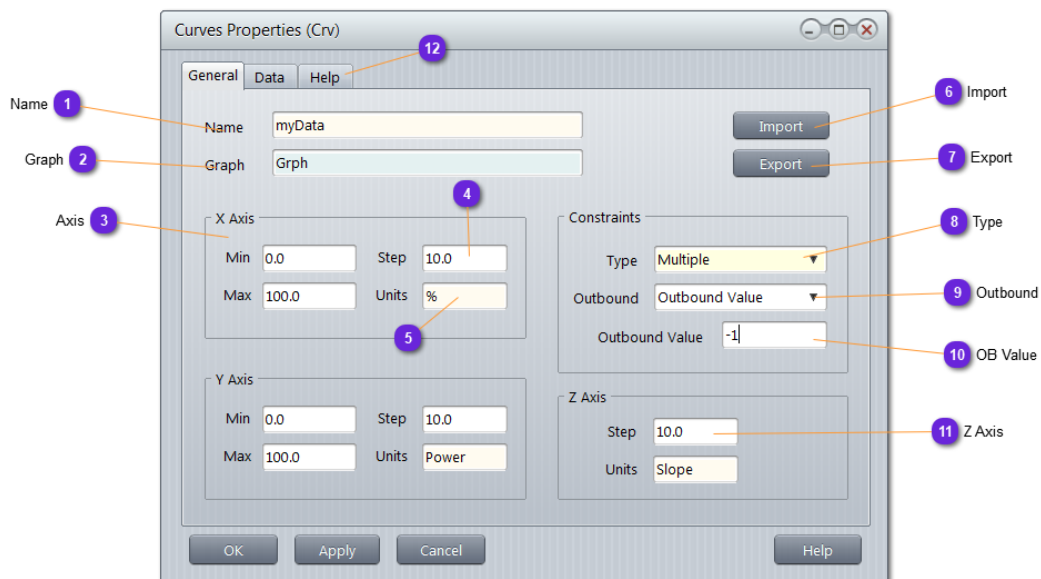 Curves Properties (Crv)
12
General Data Help
Name 1
Name myData
Import
6 Import
Graph 2
Graph Grph
Export
7 Export
4
Axis 3
X Axis
Min 0.0 Step 10.0
Max 100.0 Units %
5
Constraints
8 Type
Type Multiple
Outbound Outbound Value
9 Outbound
Outbound Value -1
10 OB Value
Y Axis
Min 0.0 Step 10.0
Max 100.0 Units Power
Z Axis
Step 10.0
11 Z Axis
Units Slope
OK Apply Cancel Help